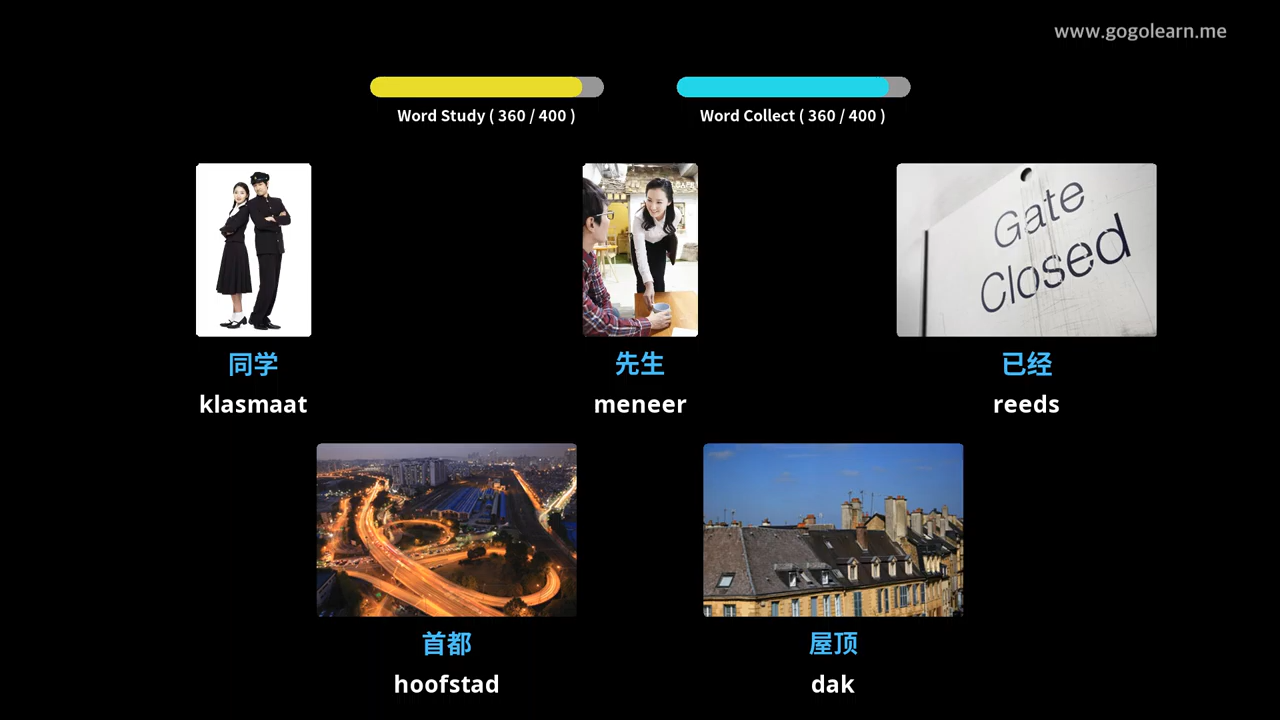 www.gogolearn.me
Word Study ( 360 / 400 )
Word Collect ( 360 / 400 )
Gate
Closed
同学
先生
已经
klasmaat
meneer
reeds
首都
屋顶
hoofstad
dak